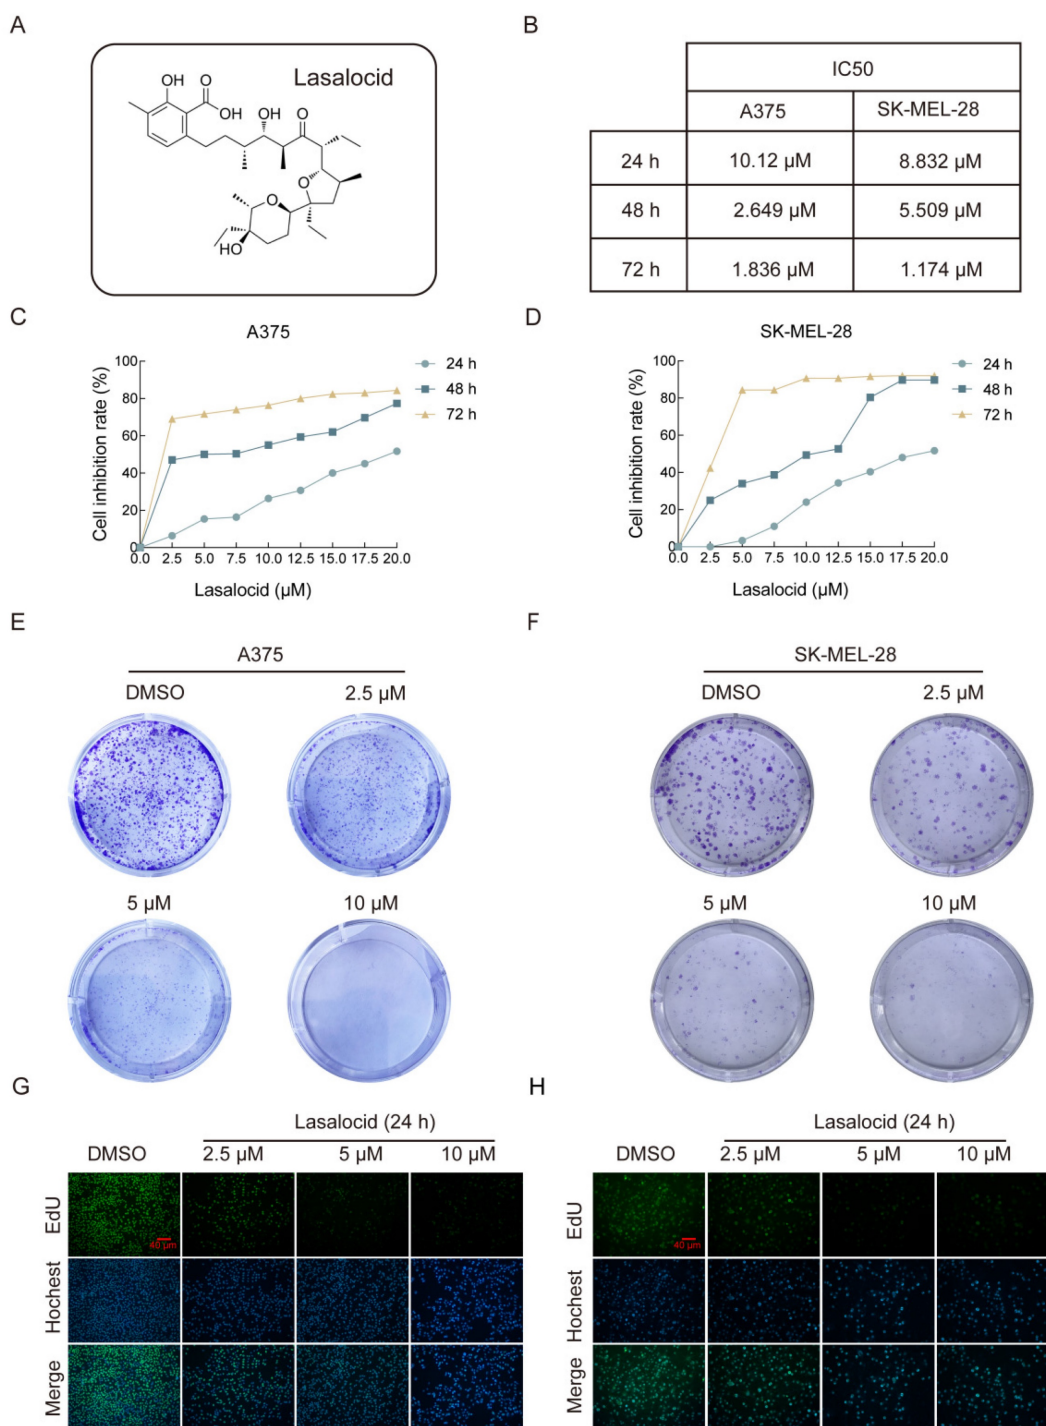 A
Lasalocid
OH
O
OH
OH
O
O
O
HO
B
IC50
A375 SK-MEL-28
24 h 10.12 µM 8.832 µM
48 h 2.649 µM 5.509 µM
72 h 1.836 µM 1.174 µM
C
A375
Cell inhibition rate (%)
100
80
60
40
20
0
0.0 2.5 5.0 7.5 10.0 12.5 15.0 17.5 20.0
Lasalocid (µM)
24 h
48 h
72 h
D
SK-MEL-28
Cell inhibition rate (%)
100
80
60
40
20
0
0.0 2.5 5.0 7.5 10.0 12.5 15.0 17.5 20.0
Lasalocid (µM)
24 h
48 h
72 h
E
A375
DMSO 2.5 µM
5 µM 10 µM
F
SK-MEL-28
DMSO 2.5 µM
5 µM 10 µM
G
Lasalocid (24 h)
DMSO 2.5 µM 5 µM 10 µM
EdU
40 µm
Hochest
Merge
H
Lasalocid (24 h)
DMSO 2.5 µM 5 µM 10 µM
EdU
40 µm
Hochest
Merge